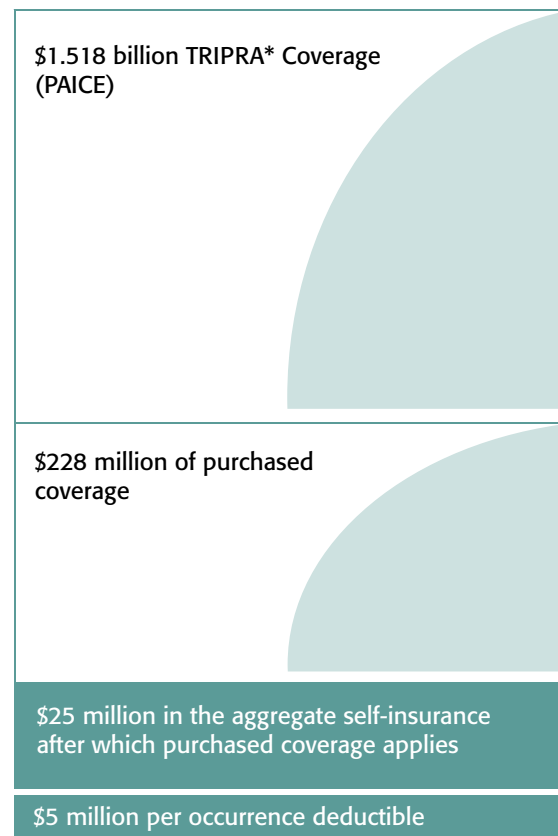 $1.518 billion TRIPRA* Coverage
(PAICE)
$228 million of purchased
coverage
$25 million in the aggregate self-insurance
after which purchased coverage applies
$5 million per occurrence deductible